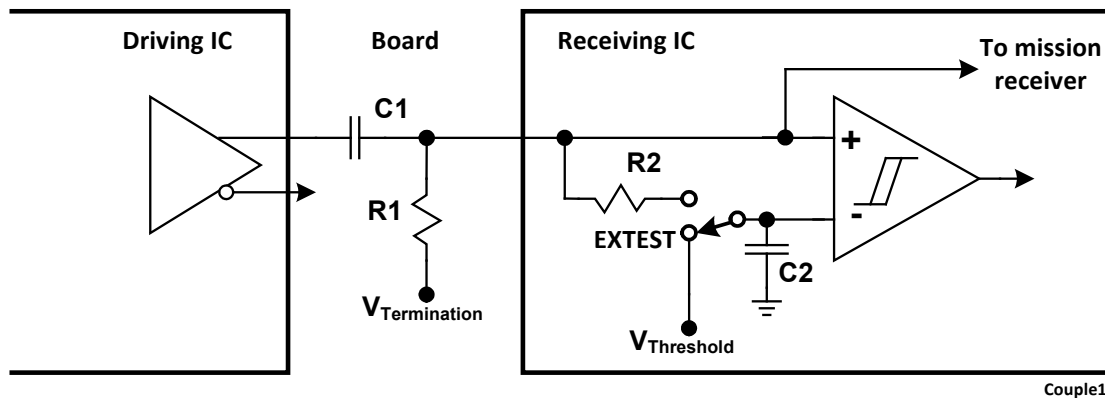 Driving IC
Board
Receiving IC
To mission
receiver
C1
R2
+
R1
EXTEST
-
C2
VTermination
VThreshold
Couple1